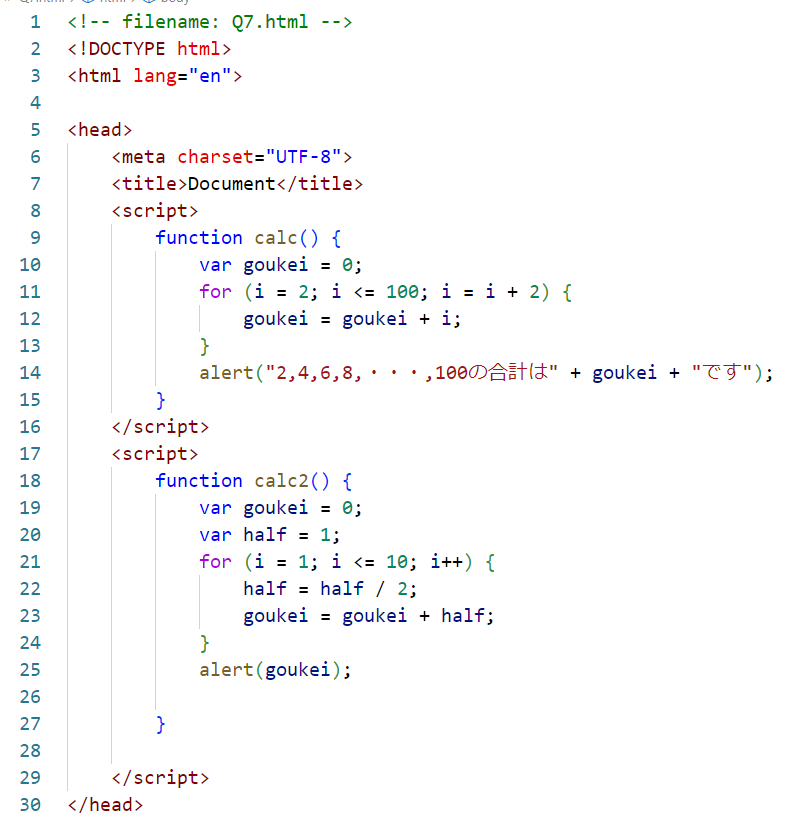 1 <!-- filename: Q7.html -->
2 <!DOCTYPE html>
3 <html lang="en">
4
5 <head>
6     <meta charset="UTF-8">
7     <title>Document</title>
8     <script>
9         function calc() {
10             var goukei = 0;
11             for (i = 2; i <= 100; i = i + 2) {
12                 goukei = goukei + i;
13             }
14             alert("2,4,6,8,・・・,100の合計は" + goukei + "です");
15         }
16     </script>
17     <script>
18         function calc2() {
19             var goukei = 0;
20             var half = 1;
21             for (i = 1; i <= 10; i++) {
22                 half = half / 2;
23                 goukei = goukei + half;
24             }
25             alert(goukei);
26
27         }
28
29     </script>
30 </head>